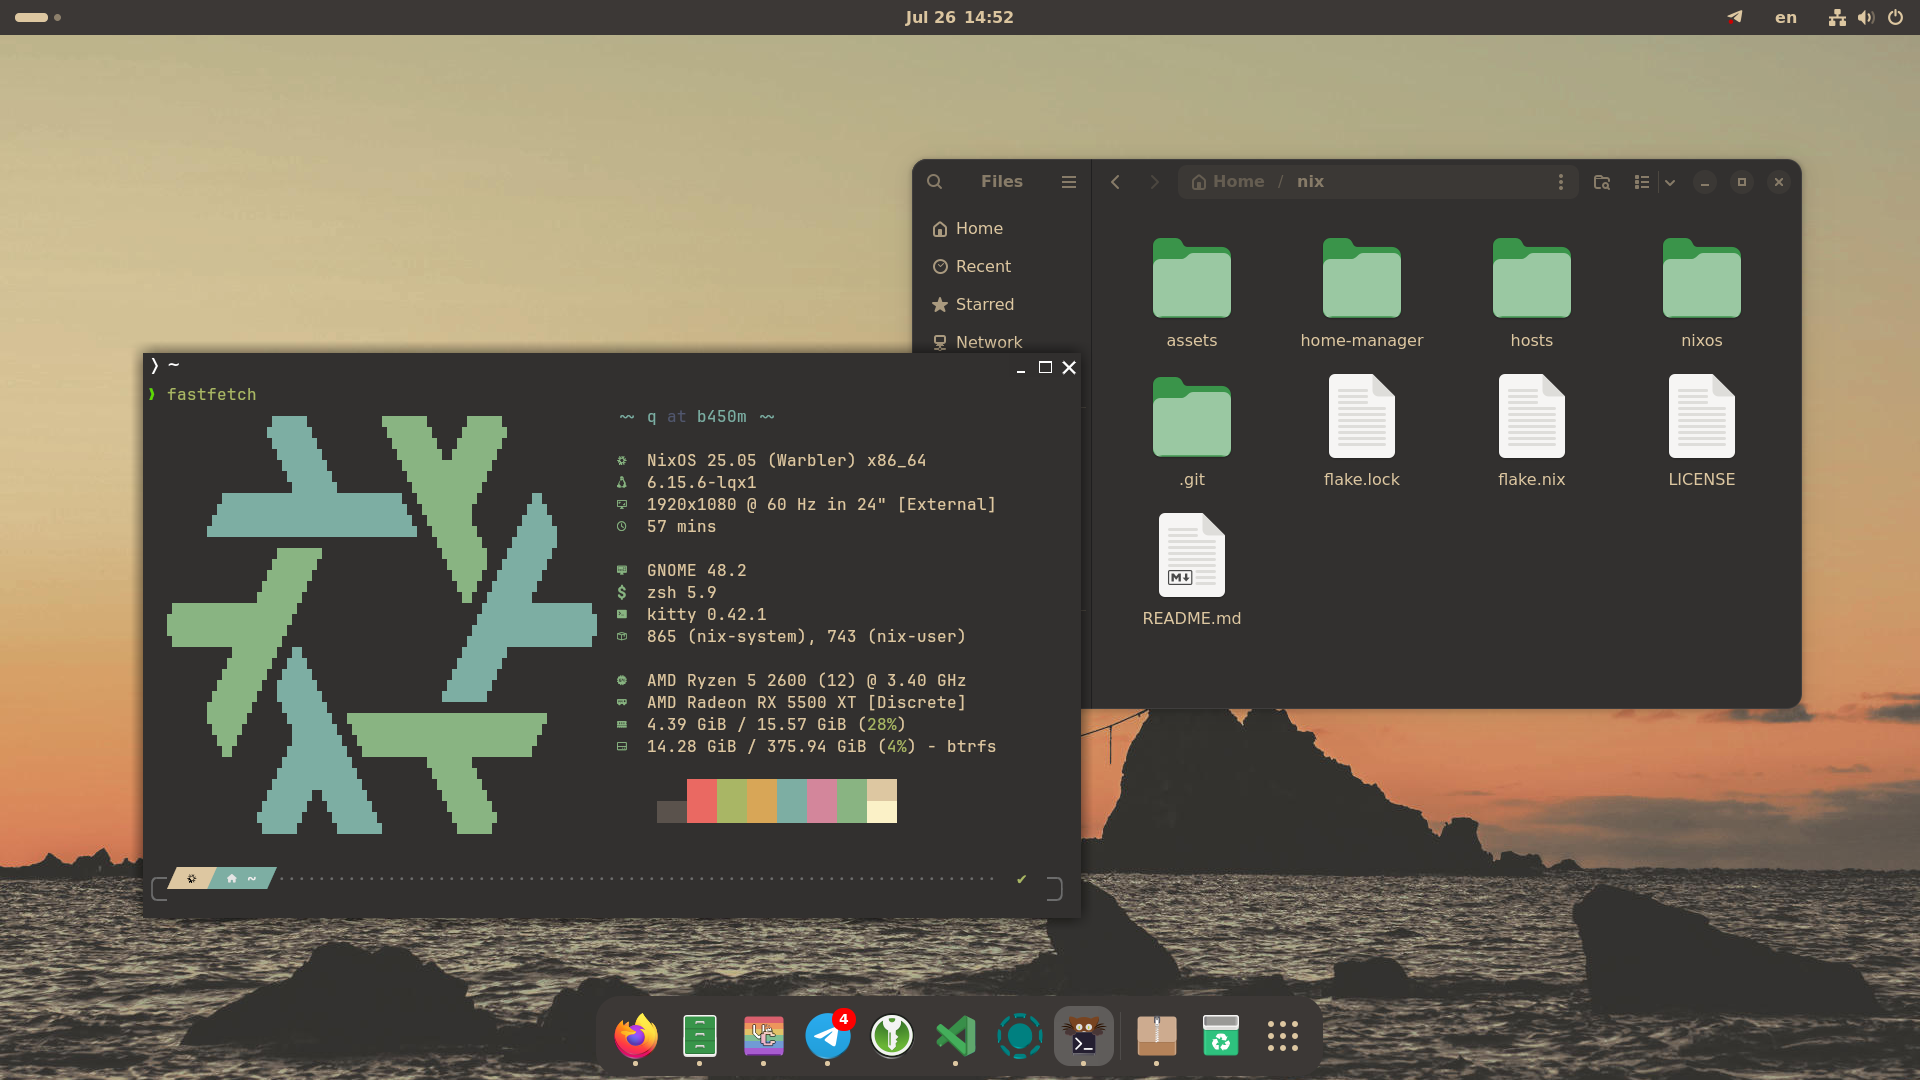 Jul 26 14:52
en
Files
Home / nix
Home
Recent
Starred
Network
assets
home-manager
hosts
nixos
.git
flake.lock
flake.nix
LICENSE
M
README.md
❭ ~
❱ fastfetch
~~ q at b450m ~~
NixOS 25.05 (Warbler) x86_64
6.15.6-lqx1
1920x1080 @ 60 Hz in 24" [External]
57 mins
GNOME 48.2
$ zsh 5.9
kitty 0.42.1
865 (nix-system), 743 (nix-user)
AMD Ryzen 5 2600 (12) @ 3.40 GHz
AMD Radeon RX 5500 XT [Discrete]
4.39 GiB / 15.57 GiB (28%)
14.28 GiB / 375.94 GiB (4%) - btrfs
~
UC
4